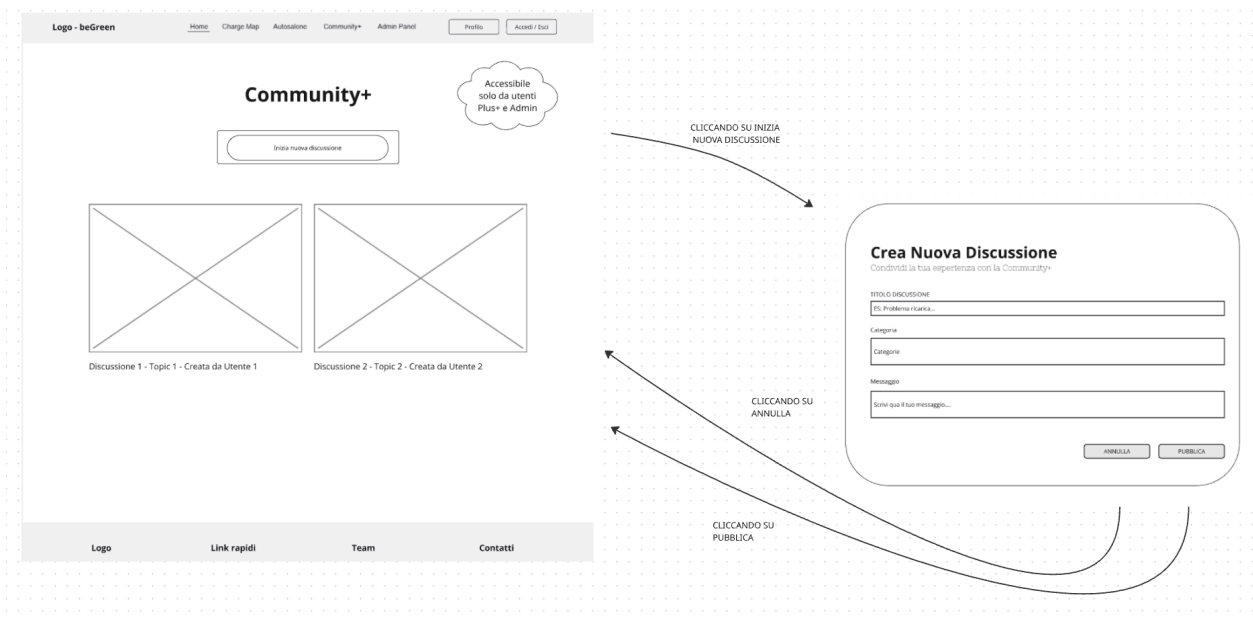 Logo - beGreen
Home Charge Map Autosalone Community+ Admin Panel Profilo Accedi / Esci
Community+
Accessibile
solo da utenti
Plus+ e Admin
Inizia nuova discussione
Discussione 1 - Topic 1 - Creata da Utente 1
Discussione 2 - Topic 2 - Creata da Utente 2
Logo Link rapidi Team Contatti
CLICCANDO SU INIZIA
NUOVA DISCUSSIONE
Crea Nuova Discussione
Condividi la tua esperienza con la Community+
TITOLO DISCUSSIONE
ES: Problema ricarica...
Categoria
Categorie
Messaggio
Scrivi qua il tuo messaggio....
ANNULLA PUBBLICA
CLICCANDO SU
ANNULLA
CLICCANDO SU
PUBBLICA